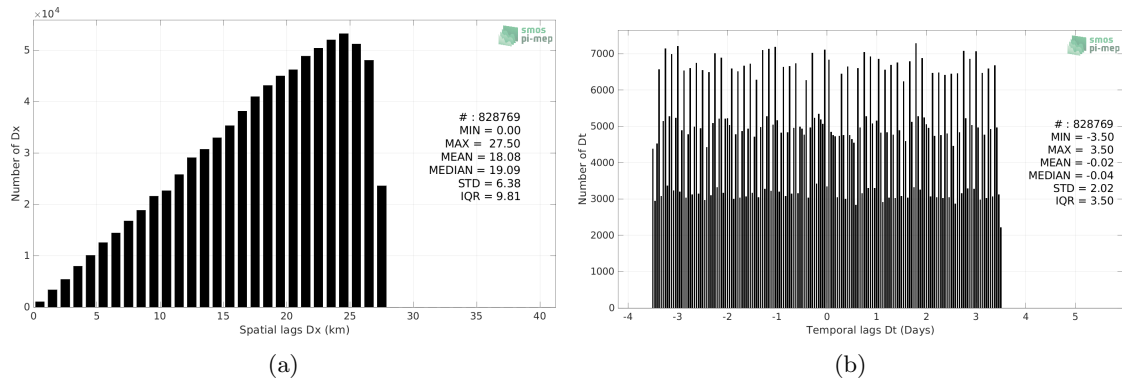 ×10⁴
smos
pi-mep
5
4
3
2
1
0
Number of Dx
# : 828769
MIN = 0.00
MAX = 27.50
MEAN = 18.08
MEDIAN = 19.09
STD = 6.38
IQR = 9.81
0 5 10 15 20 25 30 35 40
Spatial lags Dx (km)
(a)
smos
pi-mep
7000
6000
5000
4000
3000
2000
1000
0
Number of Dt
# : 828769
MIN = -3.50
MAX = 3.50
MEAN = -0.02
MEDIAN = -0.04
STD = 2.02
IQR = 3.50
-4 -3 -2 -1 0 1 2 3 4 5
Temporal lags Dt (Days)
(b)